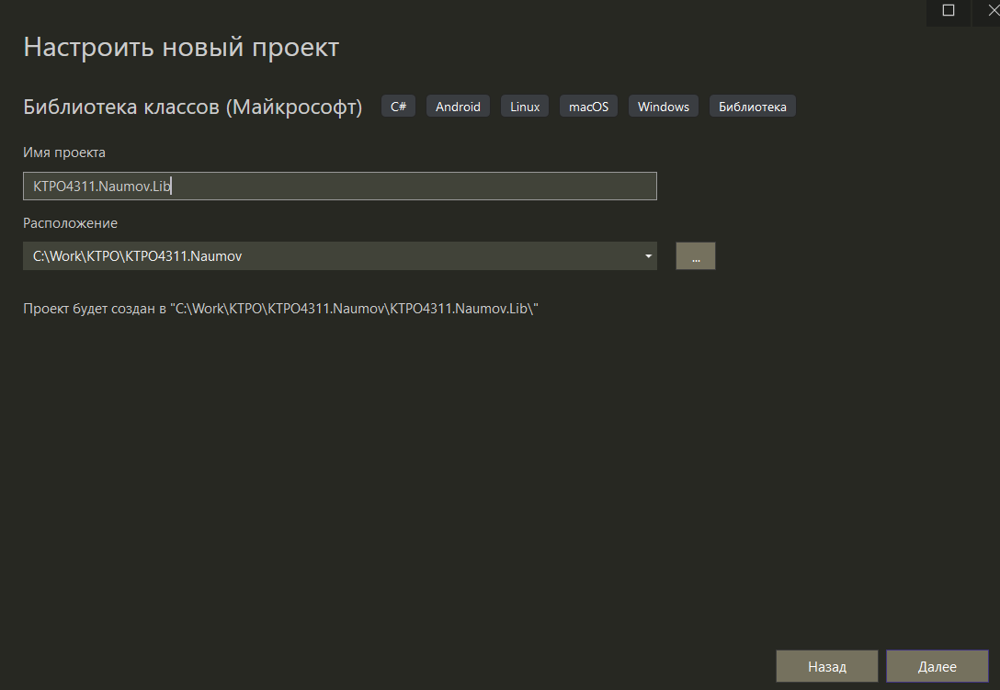 Настроить новый проект
Библиотека классов (Майкрософт) C# Android Linux macOS Windows Библиотека
Имя проекта
KTPO4311.Naumov.Lib
Расположение
C:\Work\KTPO\KTPO4311.Naumov
...
Проект будет создан в "C:\Work\KTPO\KTPO4311.Naumov\KTPO4311.Naumov.Lib\"
Назад Далее